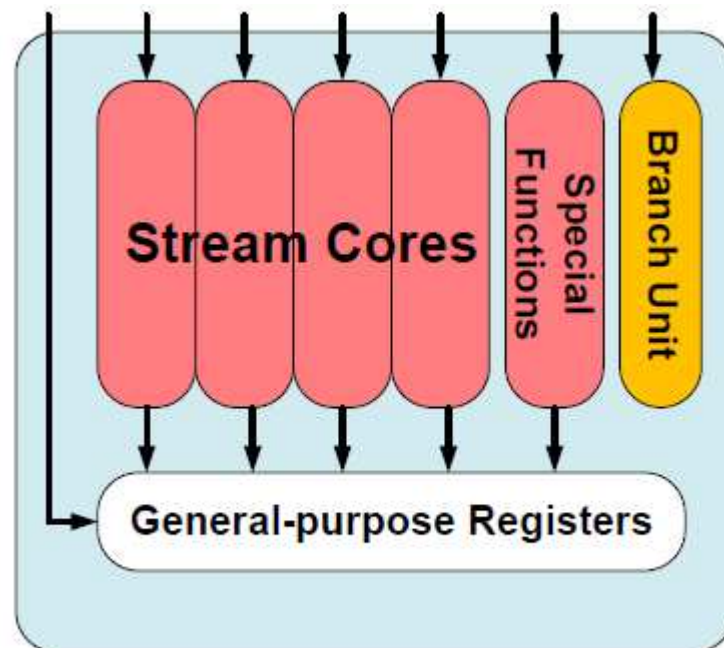 Stream Cores
Special
Functions
Branch Unit
General-purpose Registers